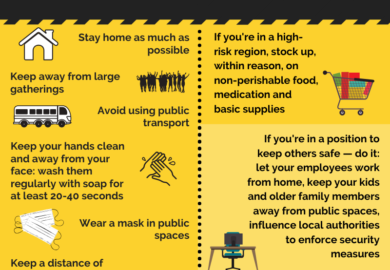 Stay home as much as
possible
Keep away from large
gatherings
Avoid using public
transport
Keep your hands clean
and away from your
face: wash them
regularly with soap for
at least 20-40 seconds
Wear a mask in public
spaces
Keep a distance of
If you're in a high-
risk region, stock up,
within reason, on
non-perishable food,
medication and
basic supplies
If you're in a position to
keep others safe — do it:
let your employees work
from home, keep your kids
and older family members
away from public spaces,
influence local authorities
to enforce security
measures